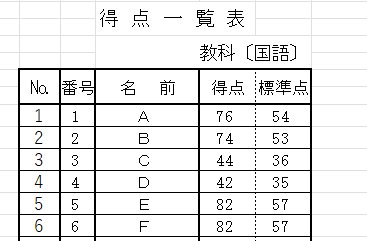 得点一覧表
教科〔国語〕
№ 番号 名 前 得点 標準点
1 1 A 76 54
2 2 B 74 53
3 3 C 44 36
4 4 D 42 35
5 5 E 82 57
6 6 F 82 57